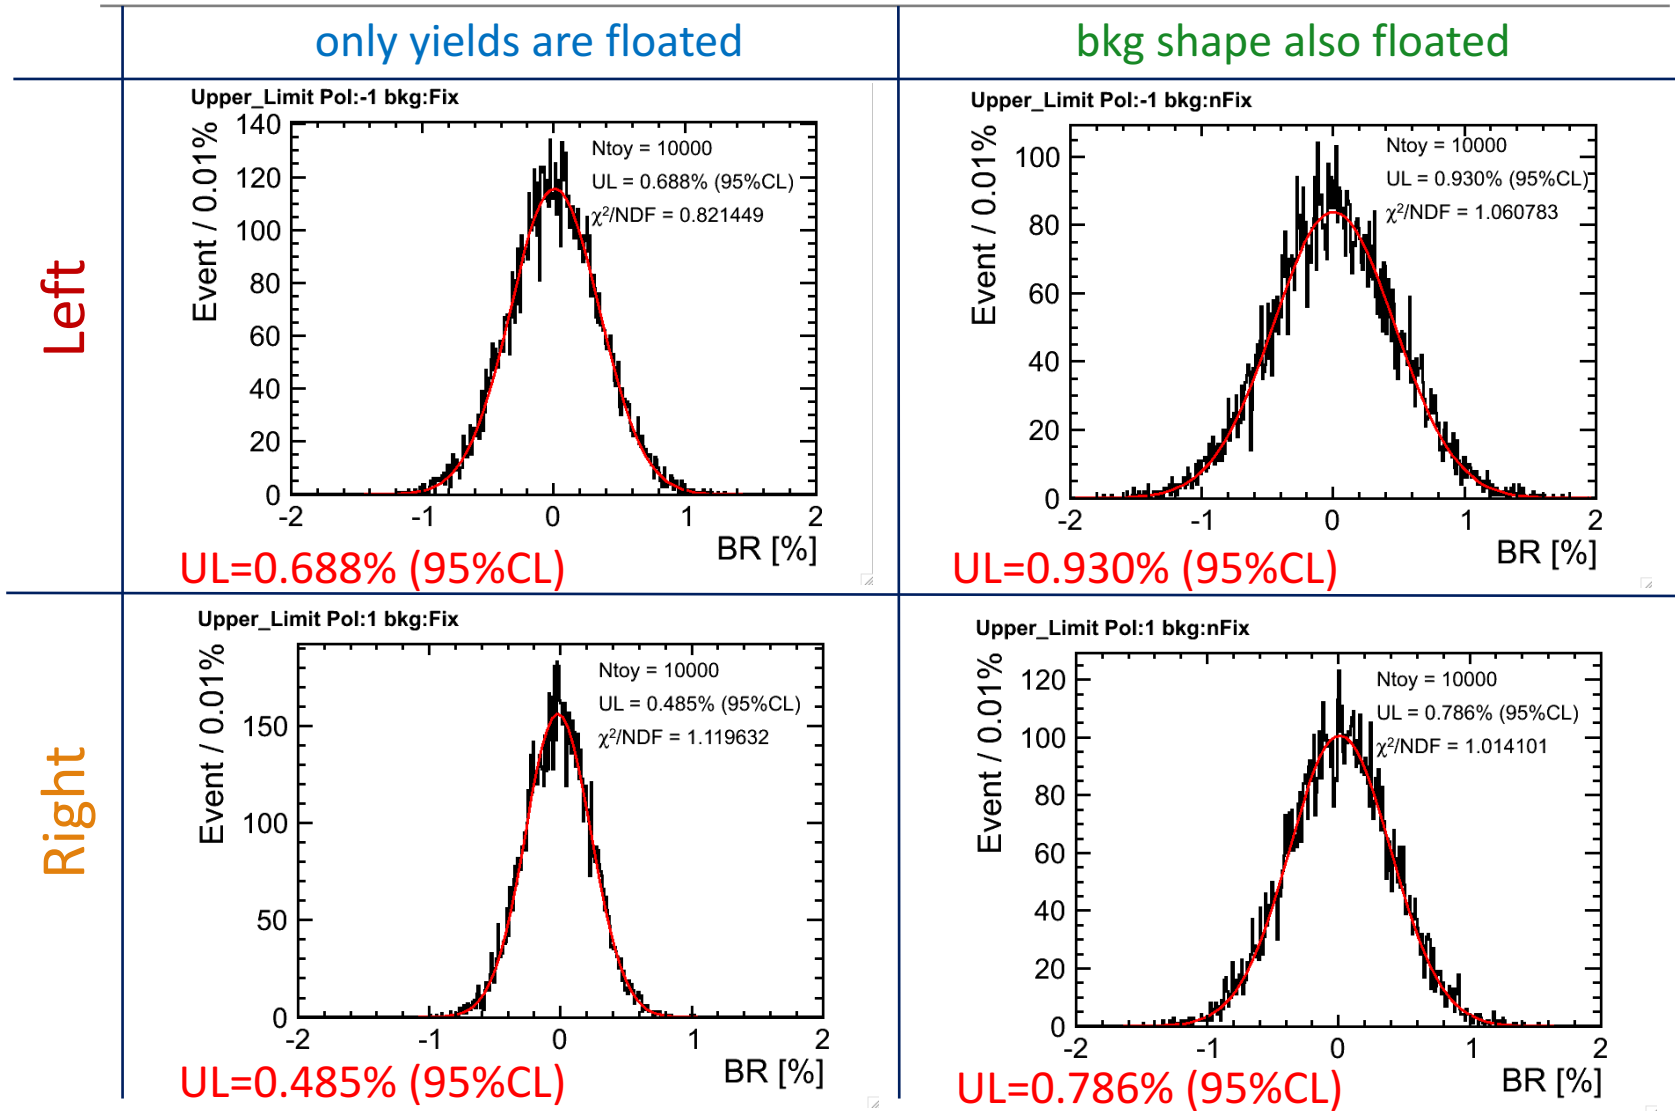 only yields are floated
bkg shape also floated
Left
Upper_Limit Pol:-1 bkg:Fix
Event / 0.01%
140
120
100
80
60
40
20
0
Ntoy = 10000
UL = 0.688% (95%CL)
χ²/NDF = 0.821449
-2 -1 0 1 2
BR [%]
UL=0.688% (95%CL)
Upper_Limit Pol:-1 bkg:nFix
Event / 0.01%
100
80
60
40
20
0
Ntoy = 10000
UL = 0.930% (95%CL)
χ²/NDF = 1.060783
-2 -1 0 1 2
BR [%]
UL=0.930% (95%CL)
Right
Upper_Limit Pol:1 bkg:Fix
Event / 0.01%
150
100
50
0
Ntoy = 10000
UL = 0.485% (95%CL)
χ²/NDF = 1.119632
-2 -1 0 1 2
BR [%]
UL=0.485% (95%CL)
Upper_Limit Pol:1 bkg:nFix
Event / 0.01%
120
100
80
60
40
20
0
Ntoy = 10000
UL = 0.786% (95%CL)
χ²/NDF = 1.014101
-2 -1 0 1 2
BR [%]
UL=0.786% (95%CL)